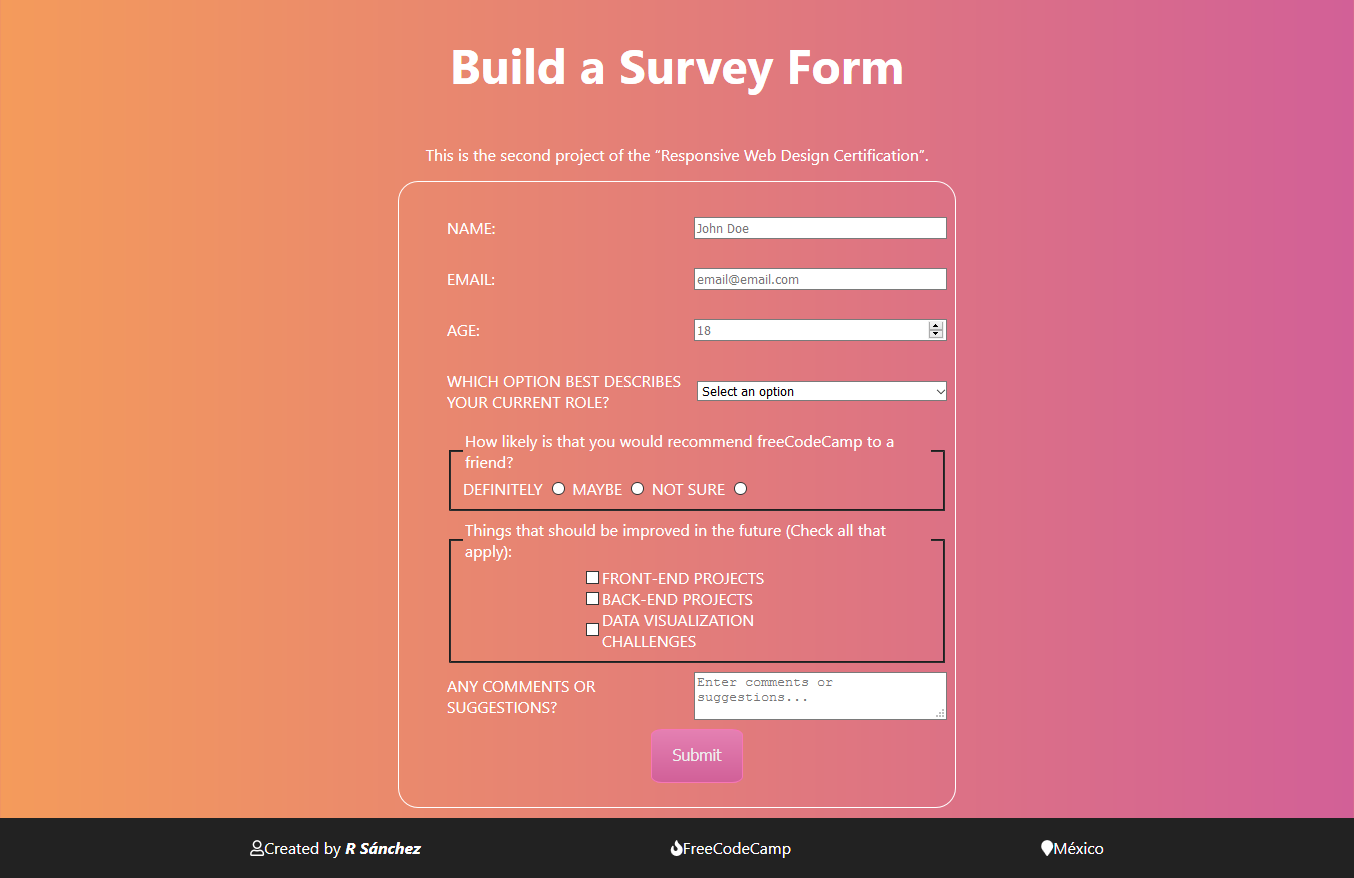 Build a Survey Form
This is the second project of the "Responsive Web Design Certification".
NAME:
John Doe
EMAIL:
email@email.com
AGE:
18
WHICH OPTION BEST DESCRIBES
YOUR CURRENT ROLE?
Select an option
How likely is that you would recommend freeCodeCamp to a
friend?
DEFINITELY MAYBE NOT SURE
Things that should be improved in the future (Check all that
apply):
FRONT-END PROJECTS
BACK-END PROJECTS
DATA VISUALIZATION
CHALLENGES
ANY COMMENTS OR
SUGGESTIONS?
Enter comments or
suggestions...
Submit
Created by R Sánchez
FreeCodeCamp
México